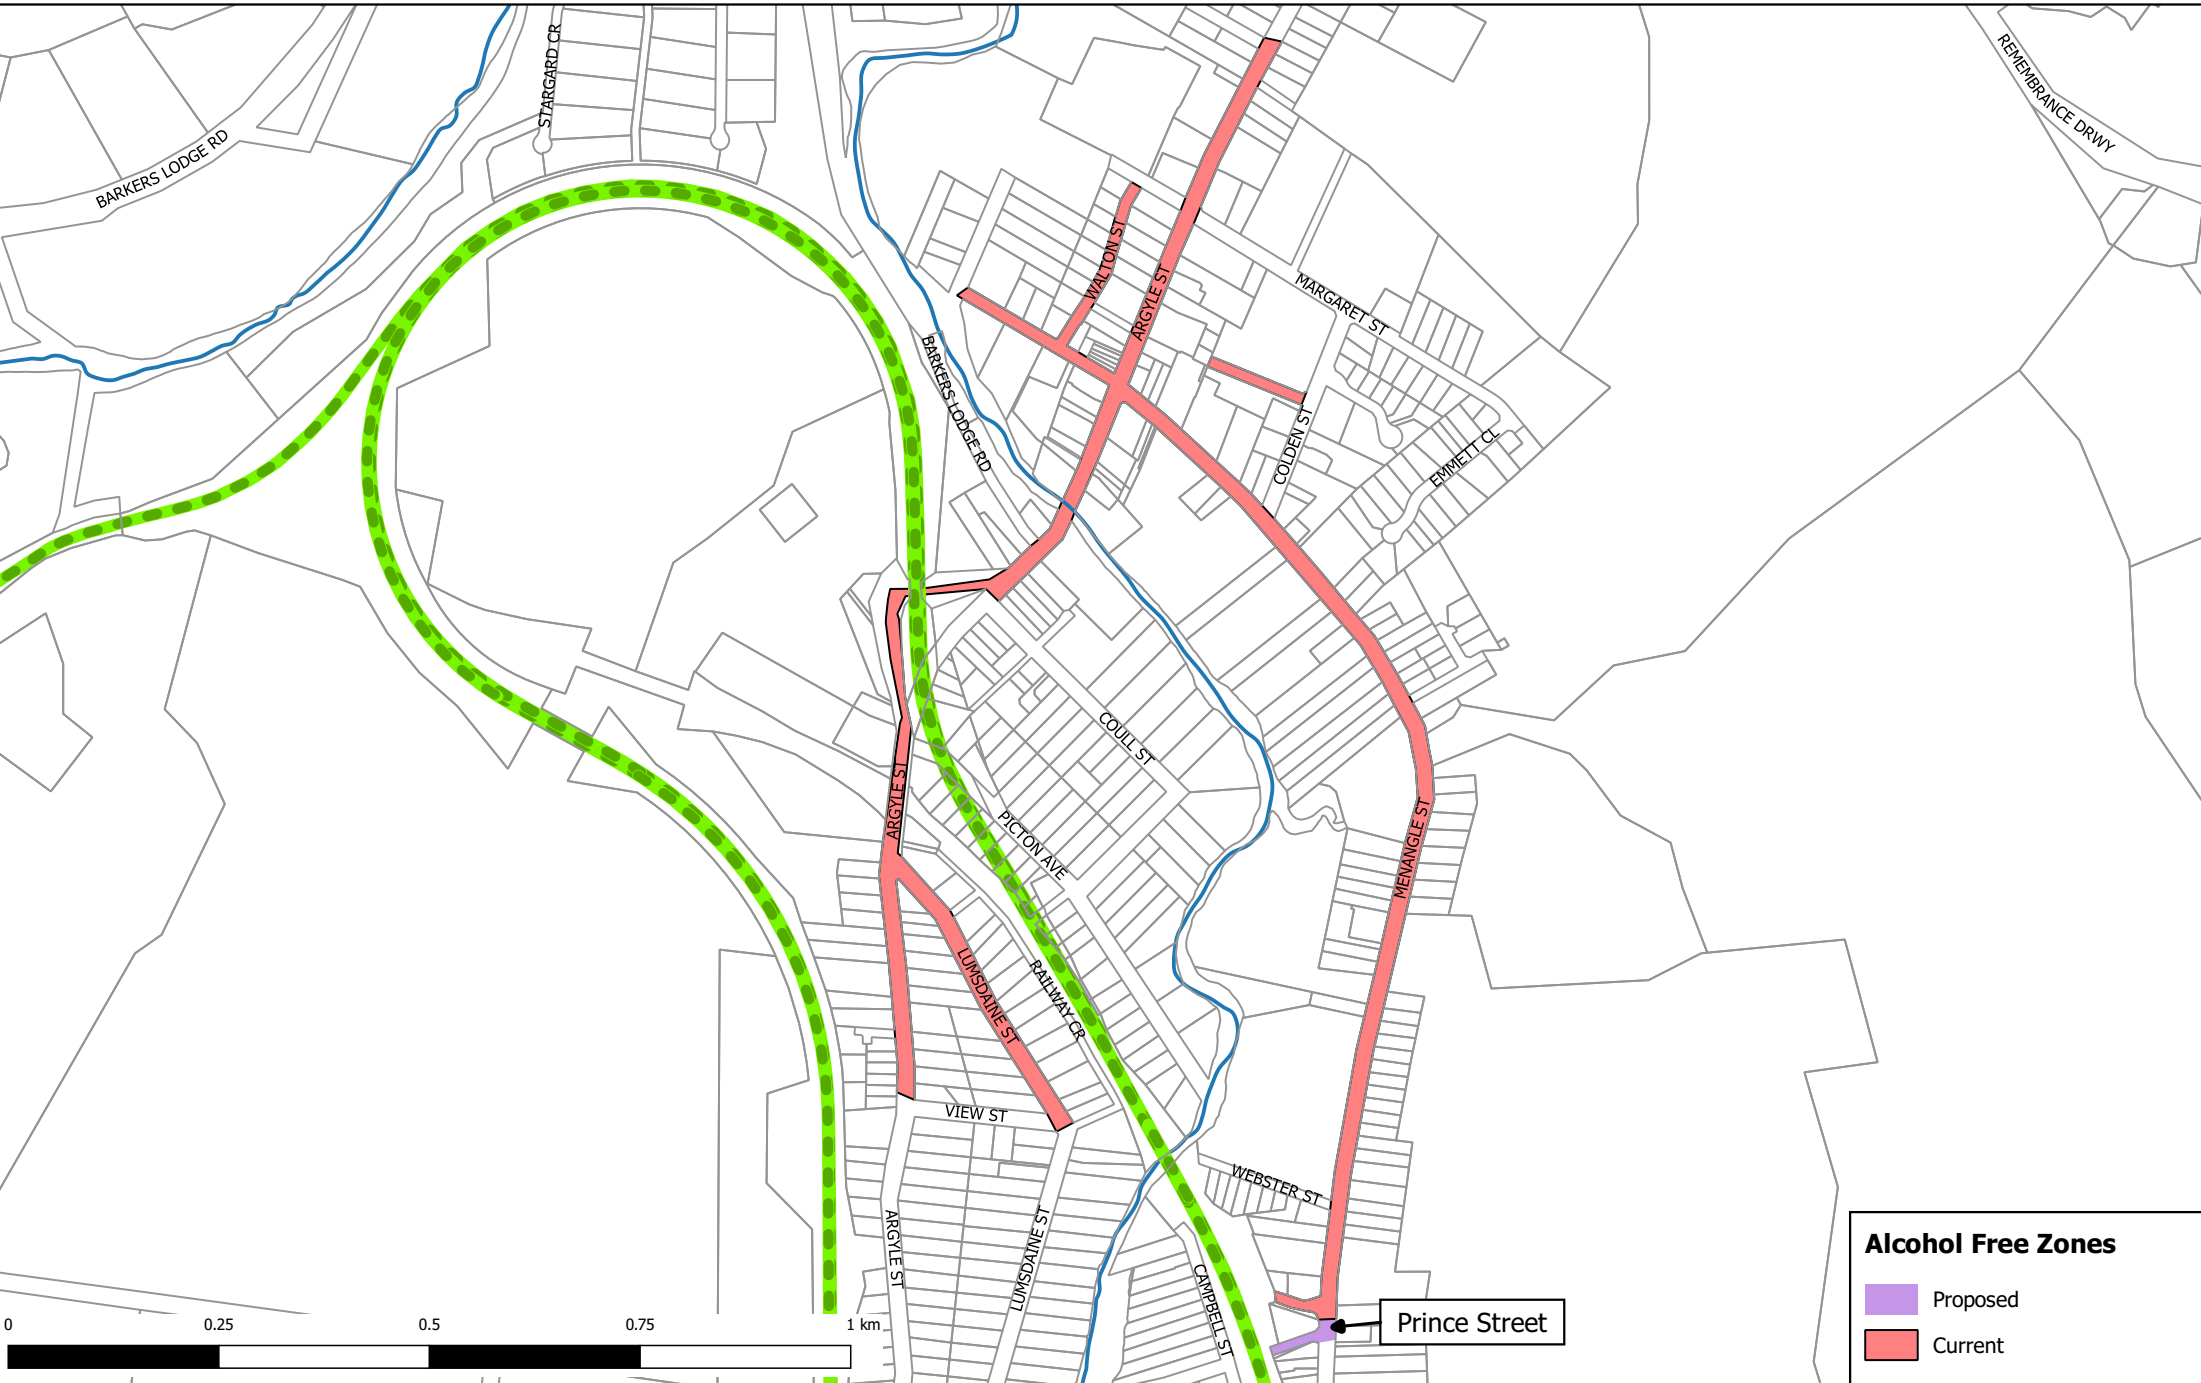 STARGARD CR
REMEMBRANCE DRWY
BARKERS LODGE RD
WALTON ST
ARGYLE ST
MARGARET ST
BARKERS LODGE RD
COLDEN ST
EMMETT CL
COULL ST
ARGYLE ST
PICTON AVE
MENANGLE ST
LUMSDAINE ST
RAILWAY CR
VIEW ST
WEBSTER ST
ARGYLE ST
LUMSDAINE ST
CAMPBELL ST
Prince Street
0 0.25 0.5 0.75 1 km
Alcohol Free Zones
Proposed
Current